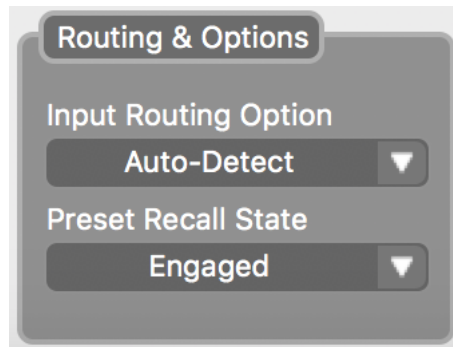 Routing & Options
Input Routing Option
Auto-Detect
Preset Recall State
Engaged